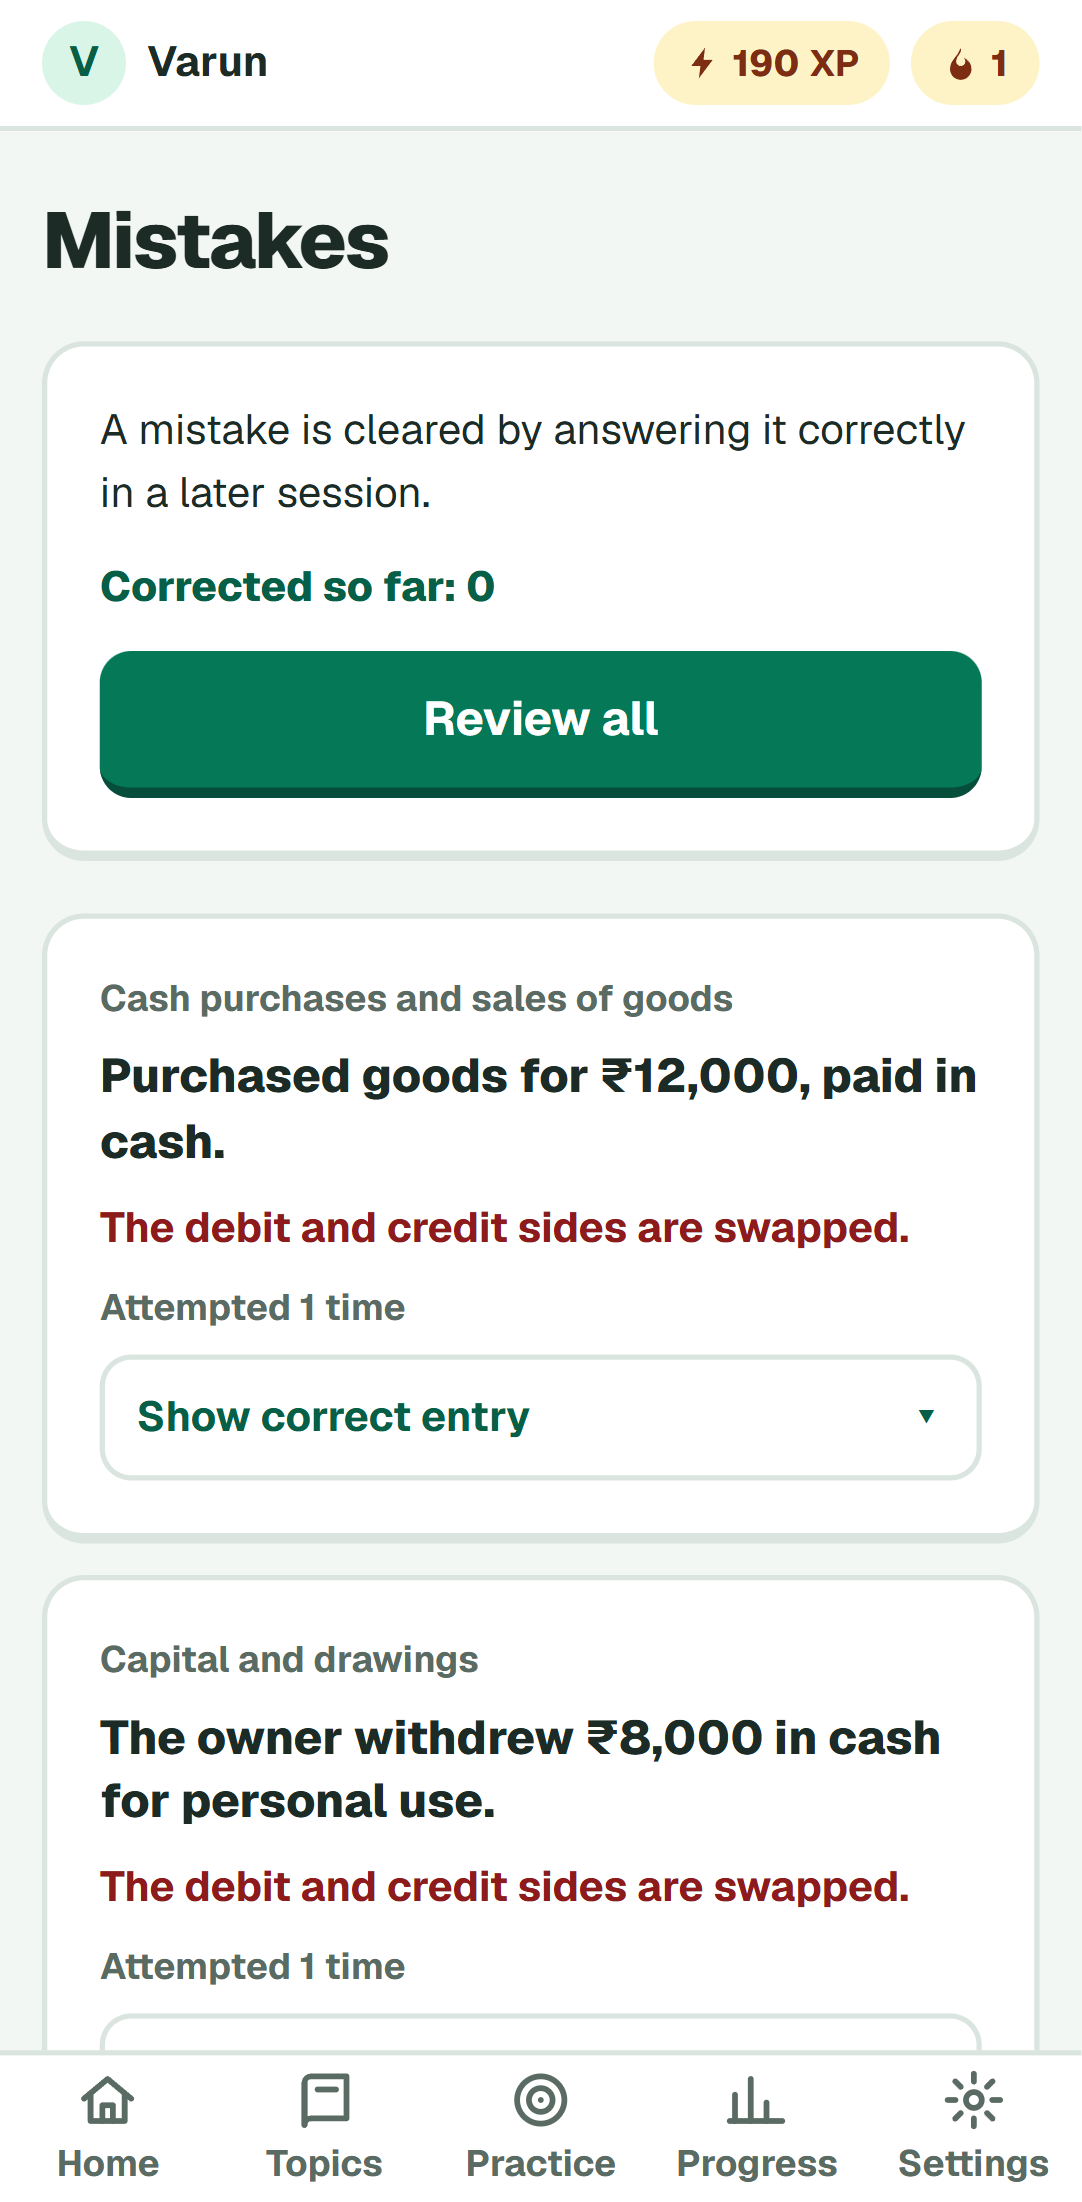 V Varun 190 XP 1
Mistakes
A mistake is cleared by answering it correctly
in a later session.
Corrected so far: 0
Review all
Cash purchases and sales of goods
Purchased goods for ₹12,000, paid in
cash.
The debit and credit sides are swapped.
Attempted 1 time
Show correct entry
Capital and drawings
The owner withdrew ₹8,000 in cash
for personal use.
The debit and credit sides are swapped.
Attempted 1 time
Home Topics Practice Progress Settings